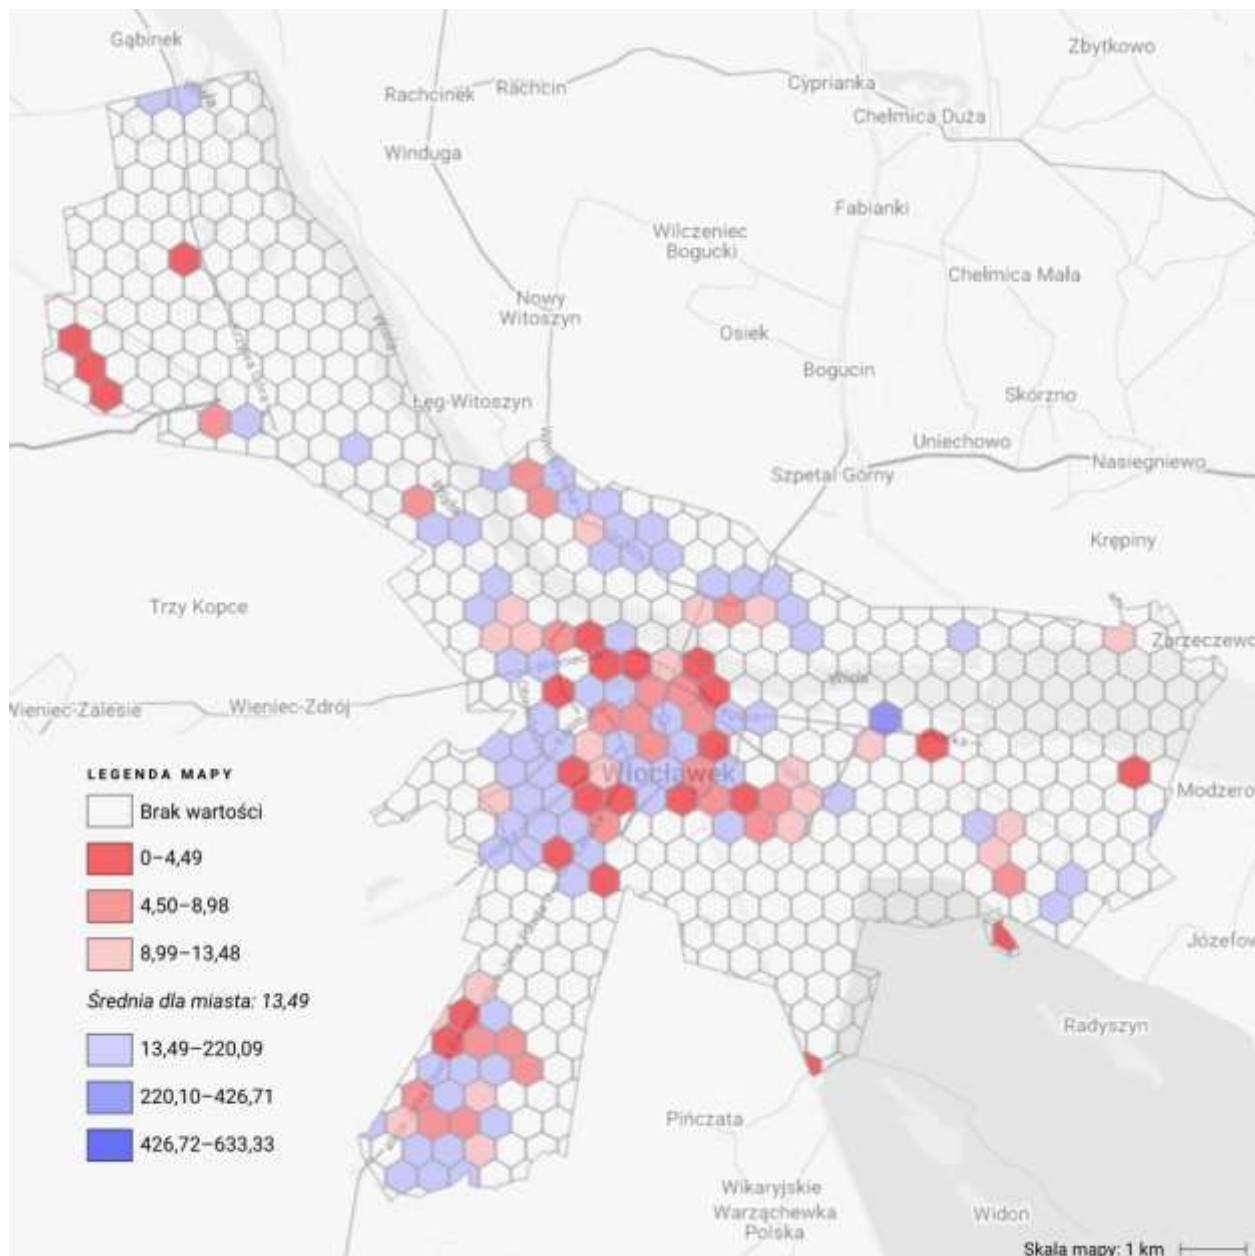 Gąbinek
Zbytkowo
Rachcinek
Rachcin
Cyprianka
Chełmica Duża
Winduga
Fabianki
Wilczeniec
Bogucki
Chełmica Mała
Nowy
Witoszyn
Osiek
Bogucin
Skórzno
Łęg-Witoszyn
Uniechowo
Nasiegniewo
Szpetal Górny
Krępiny
Trzy Kopce
Zarzeczewo
Wisła
Wieniec-Zalesie
Wieniec-Zdrój
Włocławek
Modzero
LEGENDA MAPY
Brak wartości
0–4,49
4,50–8,98
8,99–13,48
Średnia dla miasta: 13,49
13,49–220,09
220,10–426,71
426,72–633,33
Józefow
Radyszyn
Pińczata
Wikaryjskie
Warząchewka
Polska
Widoń
Skala mapy: 1 km